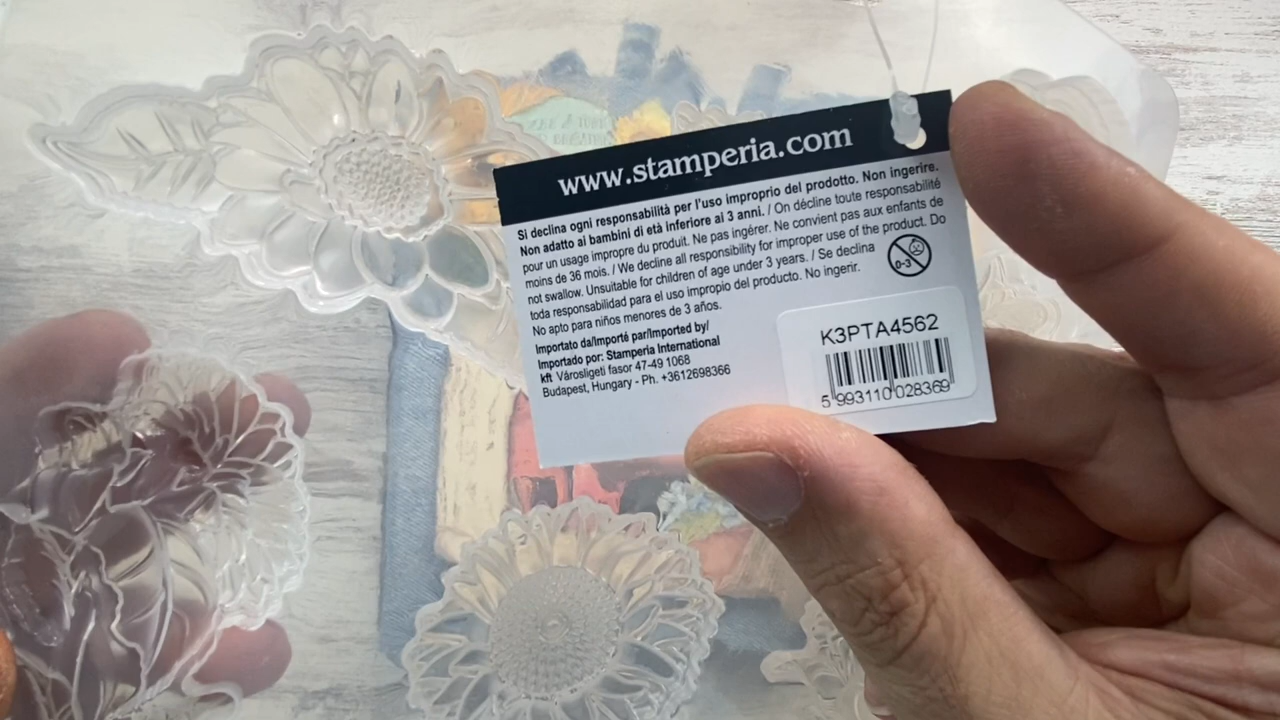 www.stamperia.com
Si declina ogni responsabilità per l'uso improprio del prodotto. Non ingerire.
Non adatto ai bambini di età inferiore ai 3 anni. / On décline toute responsabilité
pour un usage impropre du produit. Ne pas ingérer. Ne convient pas aux enfants de
moins de 36 mois. / We decline all responsibility for improper use of the product. Do
not swallow. Unsuitable for children of age under 3 years. / Se declina
toda responsabilidad para el uso impropio del producto. No ingerir.
No apto para niños menores de 3 años.
0-3
Importato da/Importé par/Imported by/
Importado por: Stamperia International
kft Városligeti fasor 47-49 1068
Budapest, Hungary - Ph. +3612698366
K3PTA4562
5 993110 028369